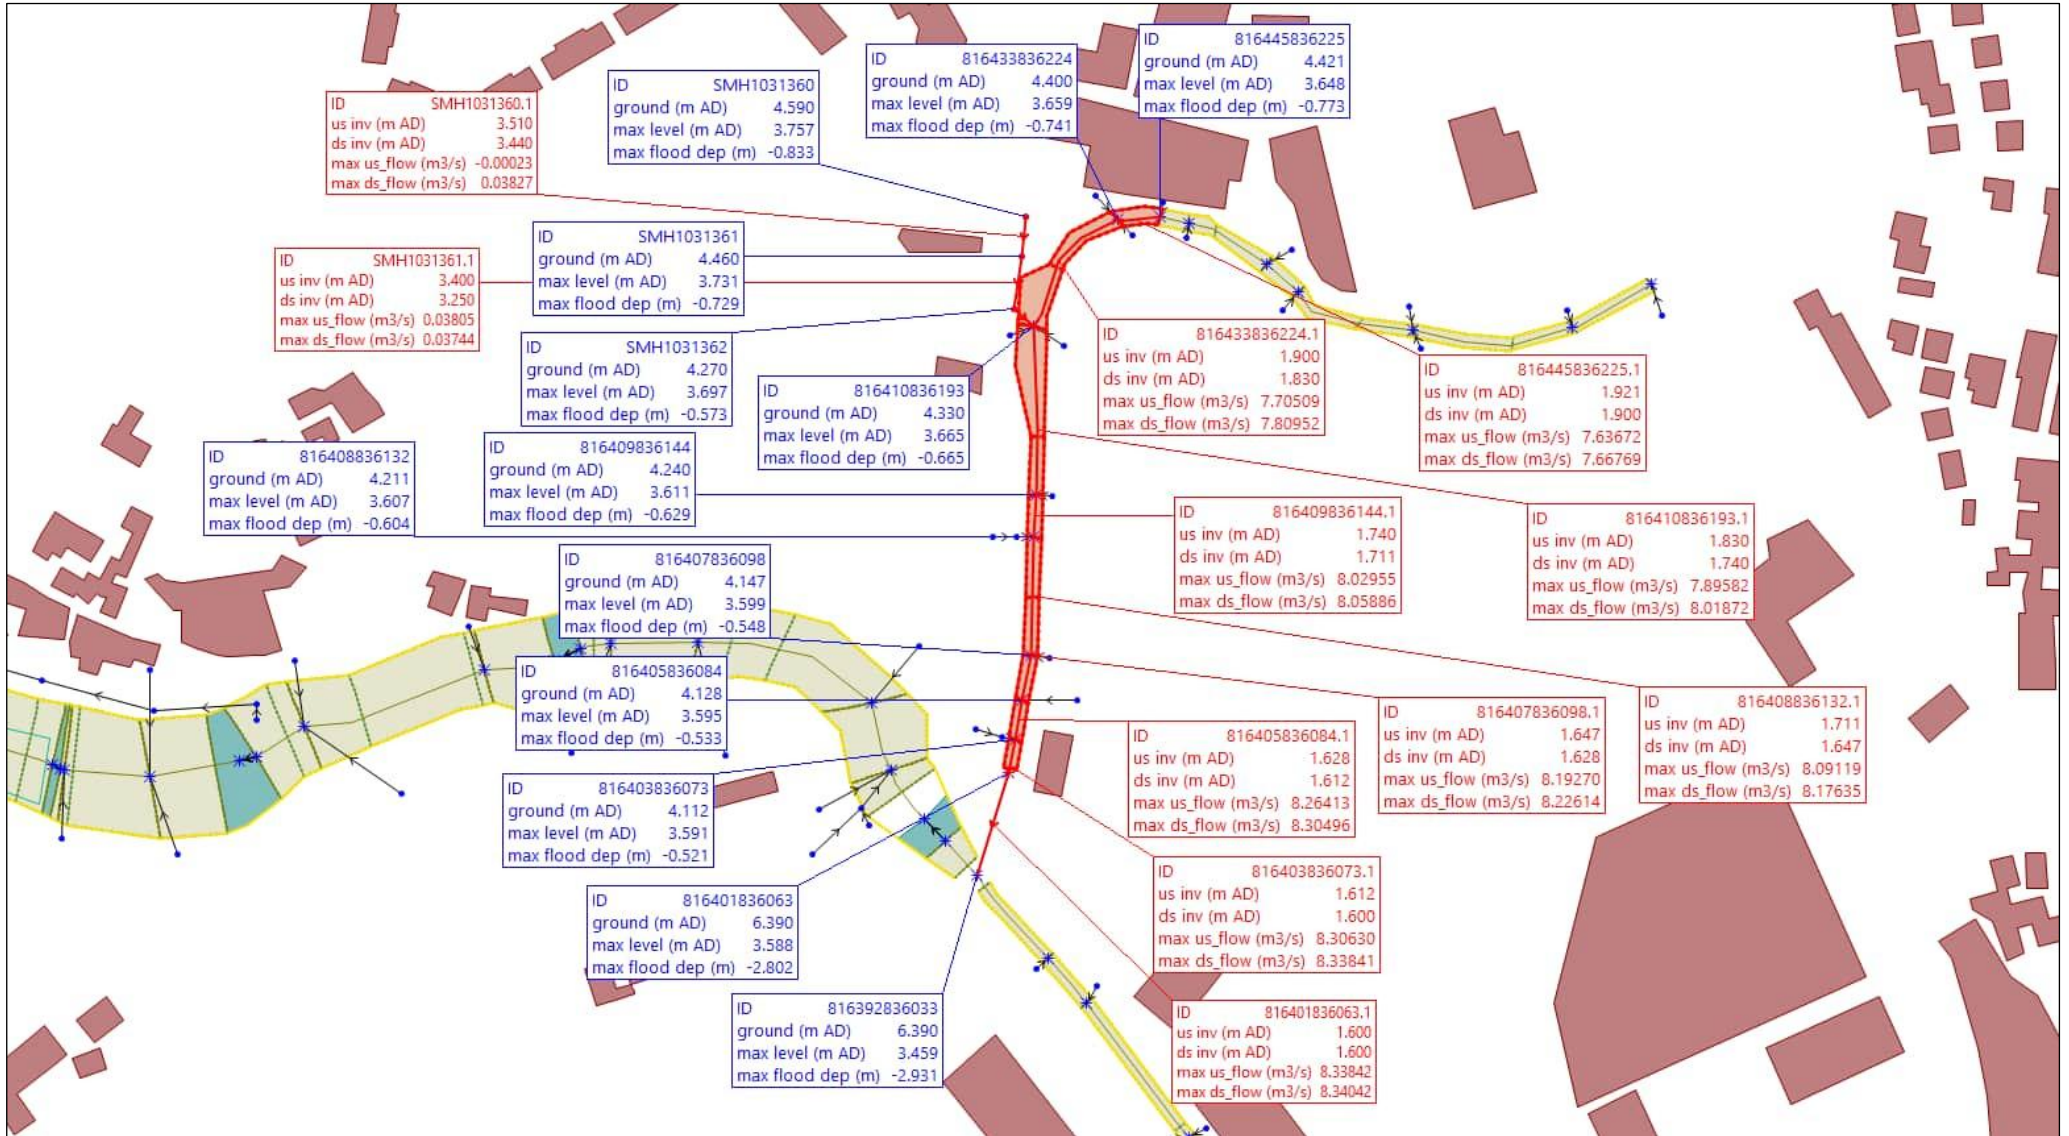 ID 816445836225
ground (m AD) 4.421
max level (m AD) 3.648
max flood dep (m) -0.773
ID 816433836224
ground (m AD) 4.400
max level (m AD) 3.659
max flood dep (m) -0.741
ID SMH1031360
ground (m AD) 4.590
max level (m AD) 3.757
max flood dep (m) -0.833
ID SMH1031360.1
us inv (m AD) 3.510
ds inv (m AD) 3.440
max us_flow (m3/s) -0.00023
max ds_flow (m3/s) 0.03827
ID SMH1031361
ground (m AD) 4.460
max level (m AD) 3.731
max flood dep (m) -0.729
ID SMH1031361.1
us inv (m AD) 3.400
ds inv (m AD) 3.250
max us_flow (m3/s) 0.03805
max ds_flow (m3/s) 0.03744
ID SMH1031362
ground (m AD) 4.270
max level (m AD) 3.697
max flood dep (m) -0.573
ID 816433836224.1
us inv (m AD) 1.900
ds inv (m AD) 1.830
max us_flow (m3/s) 7.70509
max ds_flow (m3/s) 7.80952
ID 816445836225.1
us inv (m AD) 1.921
ds inv (m AD) 1.900
max us_flow (m3/s) 7.63672
max ds_flow (m3/s) 7.66769
ID 816410836193
ground (m AD) 4.330
max level (m AD) 3.665
max flood dep (m) -0.665
ID 816409836144
ground (m AD) 4.240
max level (m AD) 3.611
max flood dep (m) -0.629
ID 816408836132
ground (m AD) 4.211
max level (m AD) 3.607
max flood dep (m) -0.604
ID 816409836144.1
us inv (m AD) 1.740
ds inv (m AD) 1.711
max us_flow (m3/s) 8.02955
max ds_flow (m3/s) 8.05886
ID 816410836193.1
us inv (m AD) 1.830
ds inv (m AD) 1.740
max us_flow (m3/s) 7.89582
max ds_flow (m3/s) 8.01872
ID 816407836098
ground (m AD) 4.147
max level (m AD) 3.599
max flood dep (m) -0.548
ID 816405836084
ground (m AD) 4.128
max level (m AD) 3.595
max flood dep (m) -0.533
ID 816408836132.1
us inv (m AD) 1.711
ds inv (m AD) 1.647
max us_flow (m3/s) 8.09119
max ds_flow (m3/s) 8.17635
ID 816407836098.1
us inv (m AD) 1.647
ds inv (m AD) 1.628
max us_flow (m3/s) 8.19270
max ds_flow (m3/s) 8.22614
ID 816405836084.1
us inv (m AD) 1.628
ds inv (m AD) 1.612
max us_flow (m3/s) 8.26413
max ds_flow (m3/s) 8.30496
ID 816403836073
ground (m AD) 4.112
max level (m AD) 3.591
max flood dep (m) -0.521
ID 816403836073.1
us inv (m AD) 1.612
ds inv (m AD) 1.600
max us_flow (m3/s) 8.30630
max ds_flow (m3/s) 8.33841
ID 816401836063
ground (m AD) 6.390
max level (m AD) 3.588
max flood dep (m) -2.802
ID 816392836033
ground (m AD) 6.390
max level (m AD) 3.459
max flood dep (m) -2.931
ID 816401836063.1
us inv (m AD) 1.600
ds inv (m AD) 1.600
max us_flow (m3/s) 8.33842
max ds_flow (m3/s) 8.34042